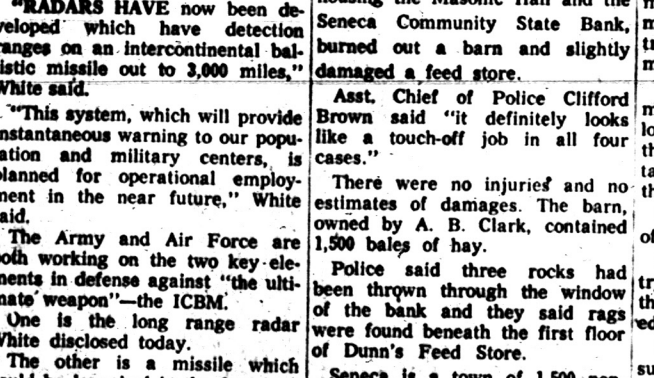 "RADARS HAVE now been de-
veloped which have detection
ranges on an intercontinental bal-
istic missile out to 3,000 miles,"
White said.
"This system, which will provide
instantaneous warning to our popu-
ation and military centers, is
planned for operational employ-
ment in the near future," White
said.
The Army and Air Force are
both working on the two key ele-
ments in defense against "the ulti-
mate weapon"—the ICBM.
One is the long range radar
White disclosed today.
The other is a missile which
housing the Masonic Hall and the
Seneca Community State Bank,
burned out a barn and slightly
damaged a feed store.
Asst. Chief of Police Clifford
Brown said "it definitely looks
like a touch-off job in all four
cases."
There were no injuries and no
estimates of damages. The barn,
owned by A. B. Clark, contained
1,500 bales of hay.
Police said three rocks had
been thrown through the window
of the bank and they said rags
were found beneath the first floor
of Dunn's Feed Store.
Seneca is a town of 1,500